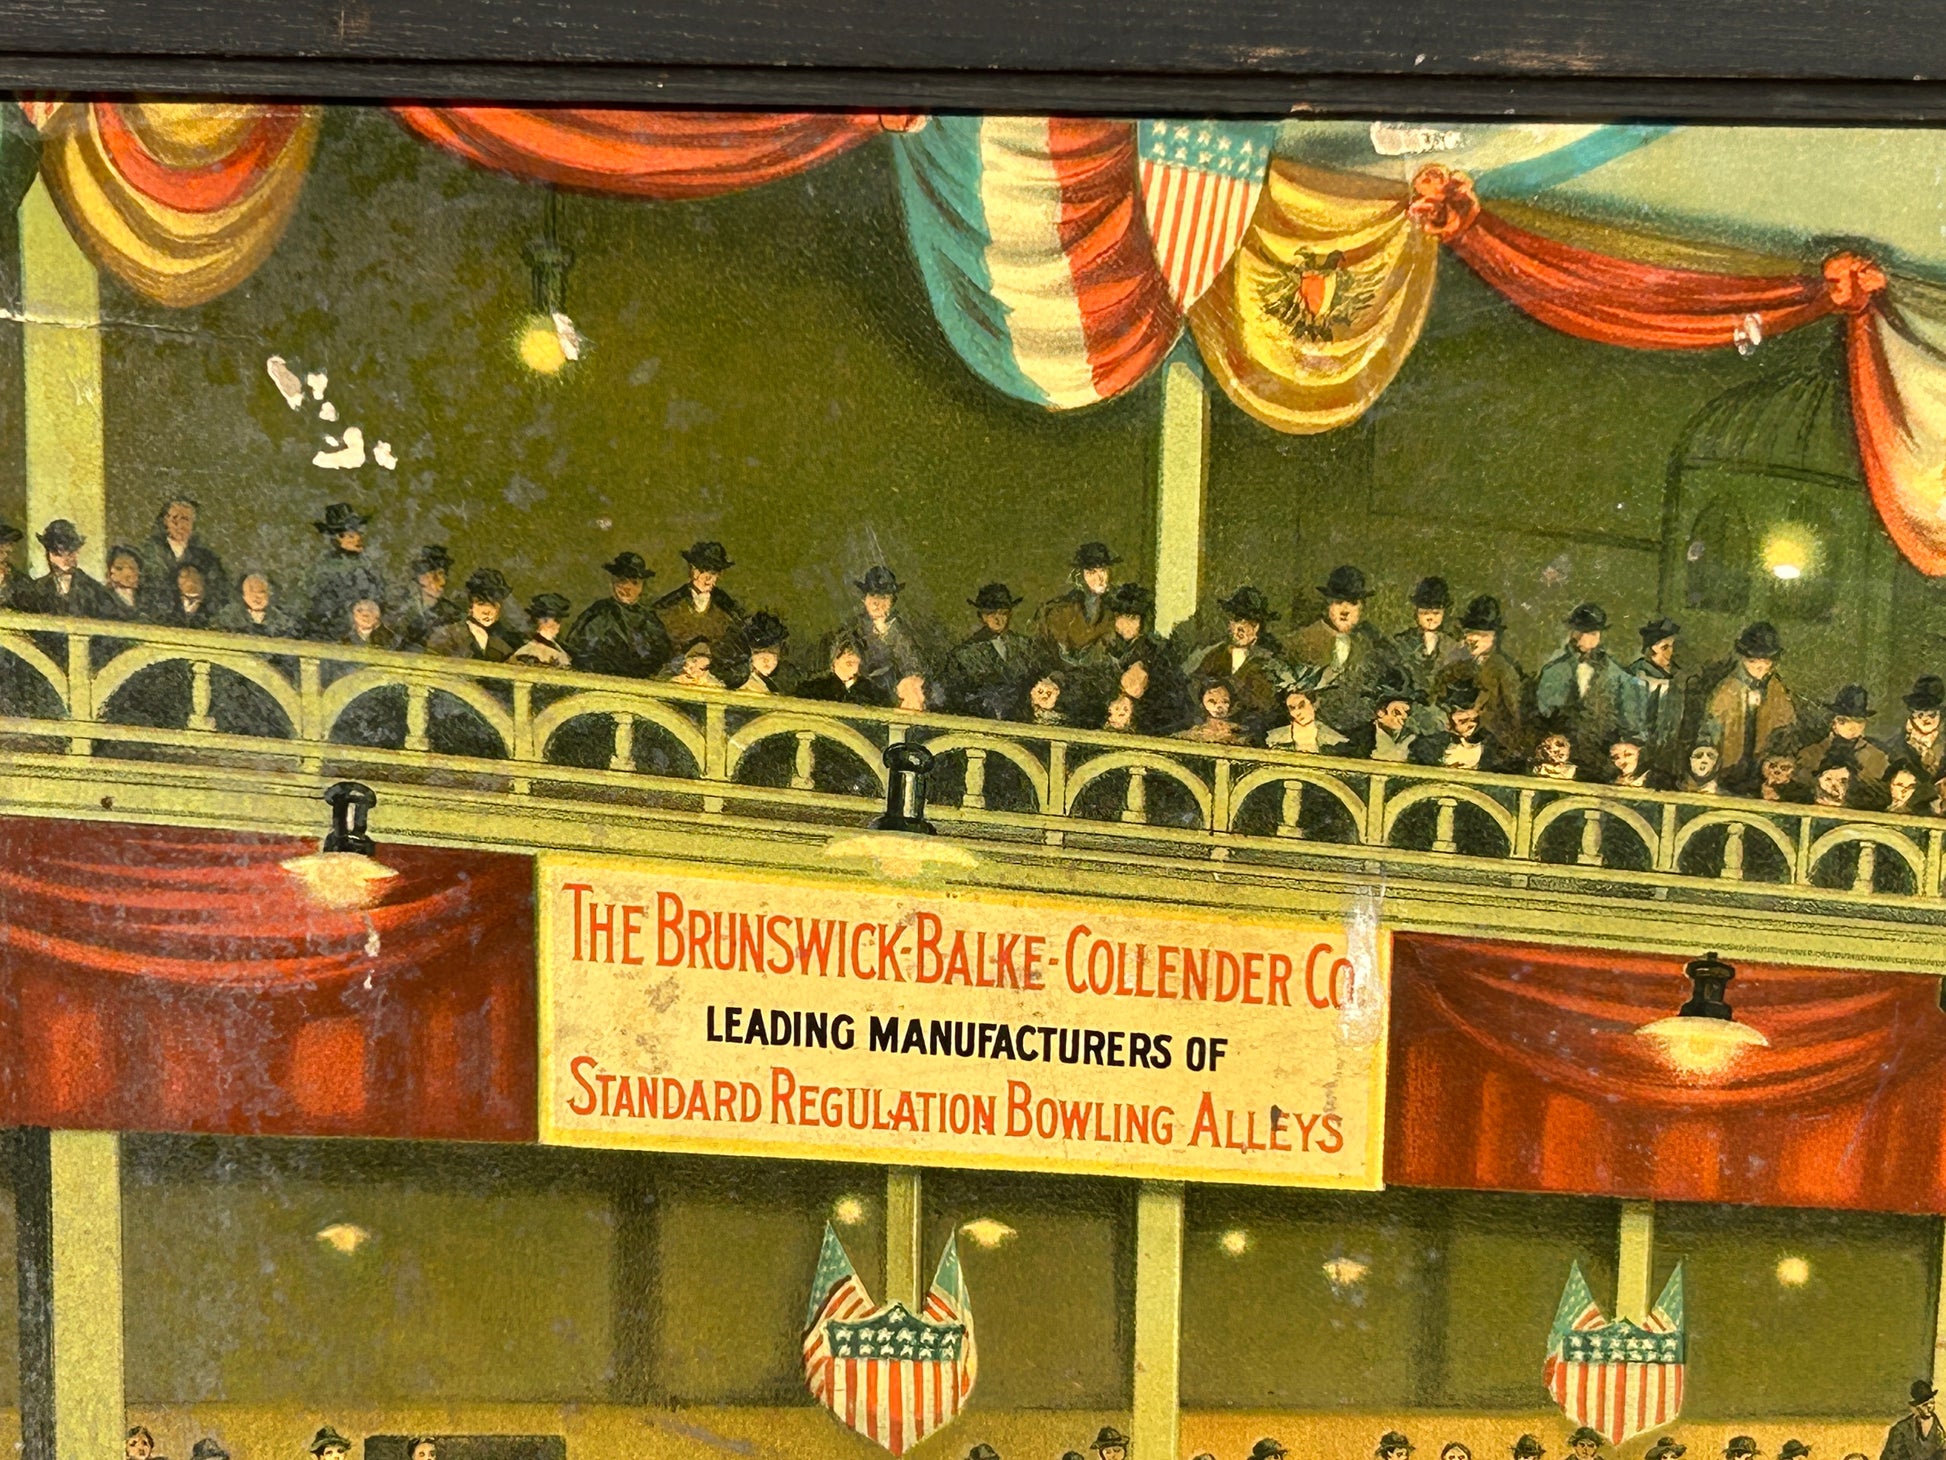 THE BRUNSWICK-BALKE-COLLENDER CO
LEADING MANUFACTURERS OF
STANDARD REGULATION BOWLING ALLEYS